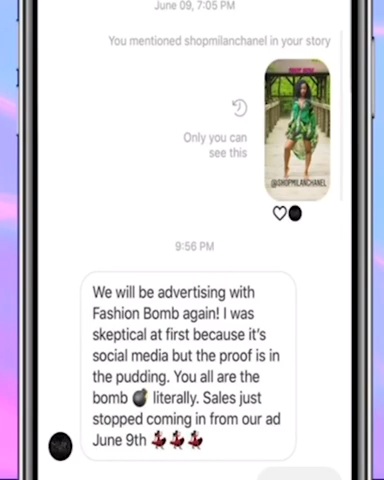 June 09, 7:05 PM
You mentioned shopmilanchanel in your story
Only you can
see this
@SHOPMILANCHANEL
9:56 PM
We will be advertising with
Fashion Bomb again! I was
skeptical at first because it's
social media but the proof is in
the pudding. You all are the
bomb 💣 literally. Sales just
stopped coming in from our ad
June 9th 💃🏿💃🏿💃🏿